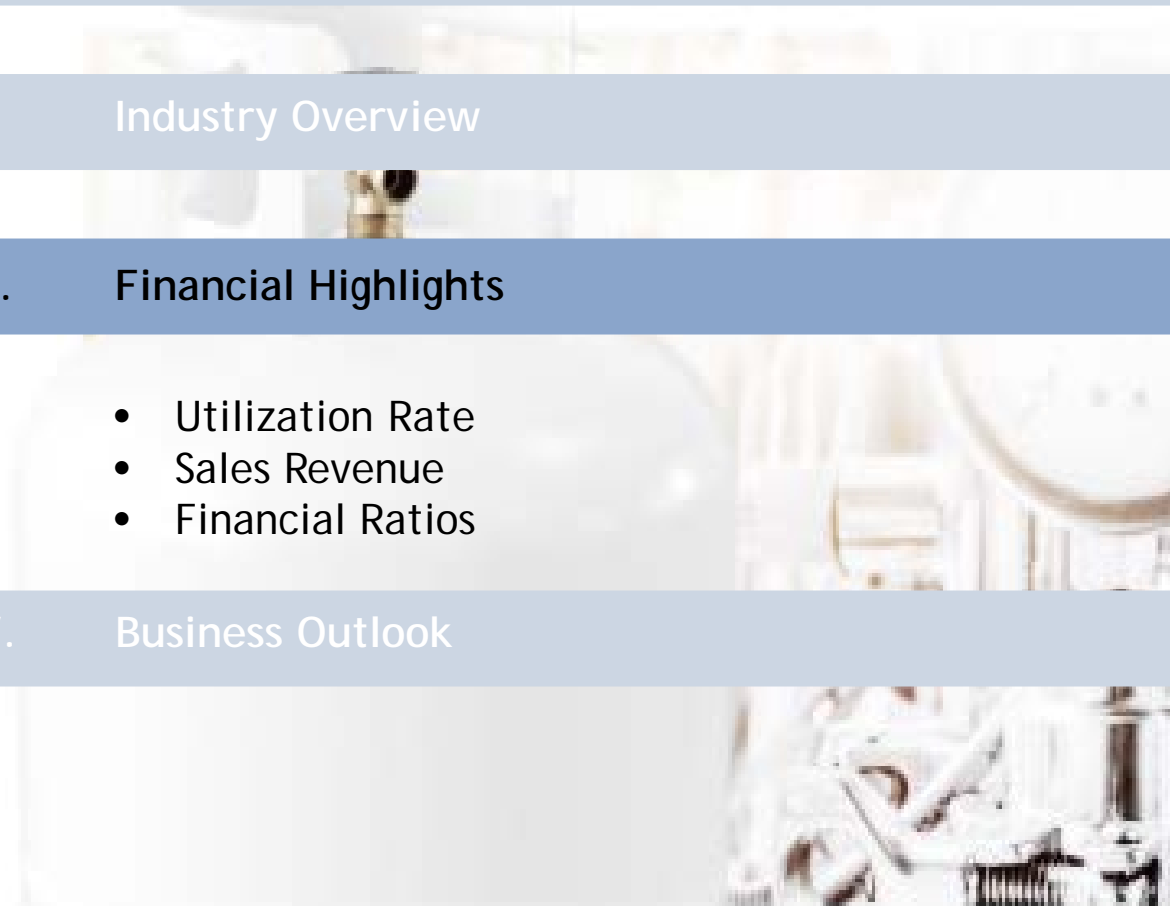 Industry Overview
. Financial Highlights
• Utilization Rate
• Sales Revenue
• Financial Ratios
. Business Outlook